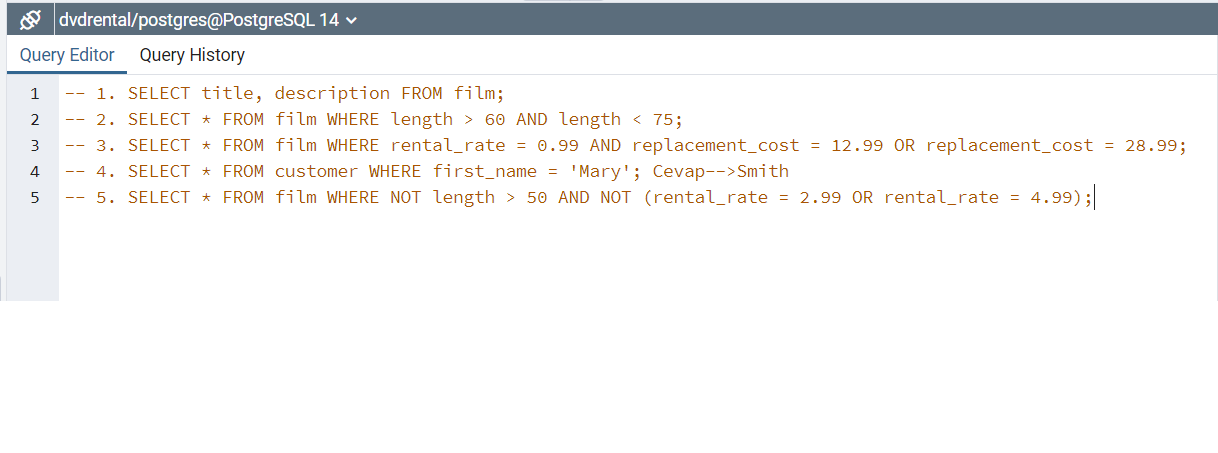 dvdrental/postgres@PostgreSQL 14
Query Editor Query History
1 -- 1. SELECT title, description FROM film;
2 -- 2. SELECT * FROM film WHERE length > 60 AND length < 75;
3 -- 3. SELECT * FROM film WHERE rental_rate = 0.99 AND replacement_cost = 12.99 OR replacement_cost = 28.99;
4 -- 4. SELECT * FROM customer WHERE first_name = 'Mary'; Cevap-->Smith
5 -- 5. SELECT * FROM film WHERE NOT length > 50 AND NOT (rental_rate = 2.99 OR rental_rate = 4.99);